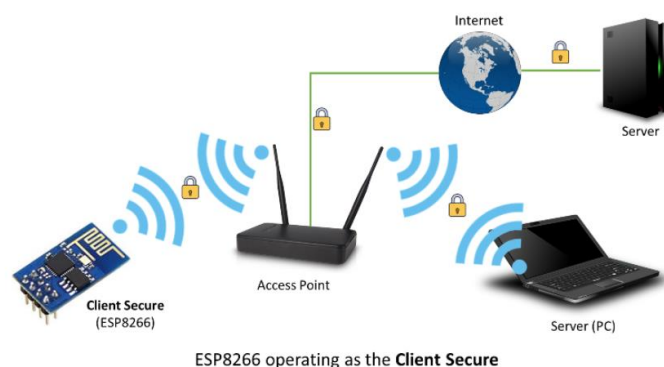 Internet
Server
Access Point
Client Secure
(ESP8266)
Server (PC)
ESP8266 operating as the Client Secure